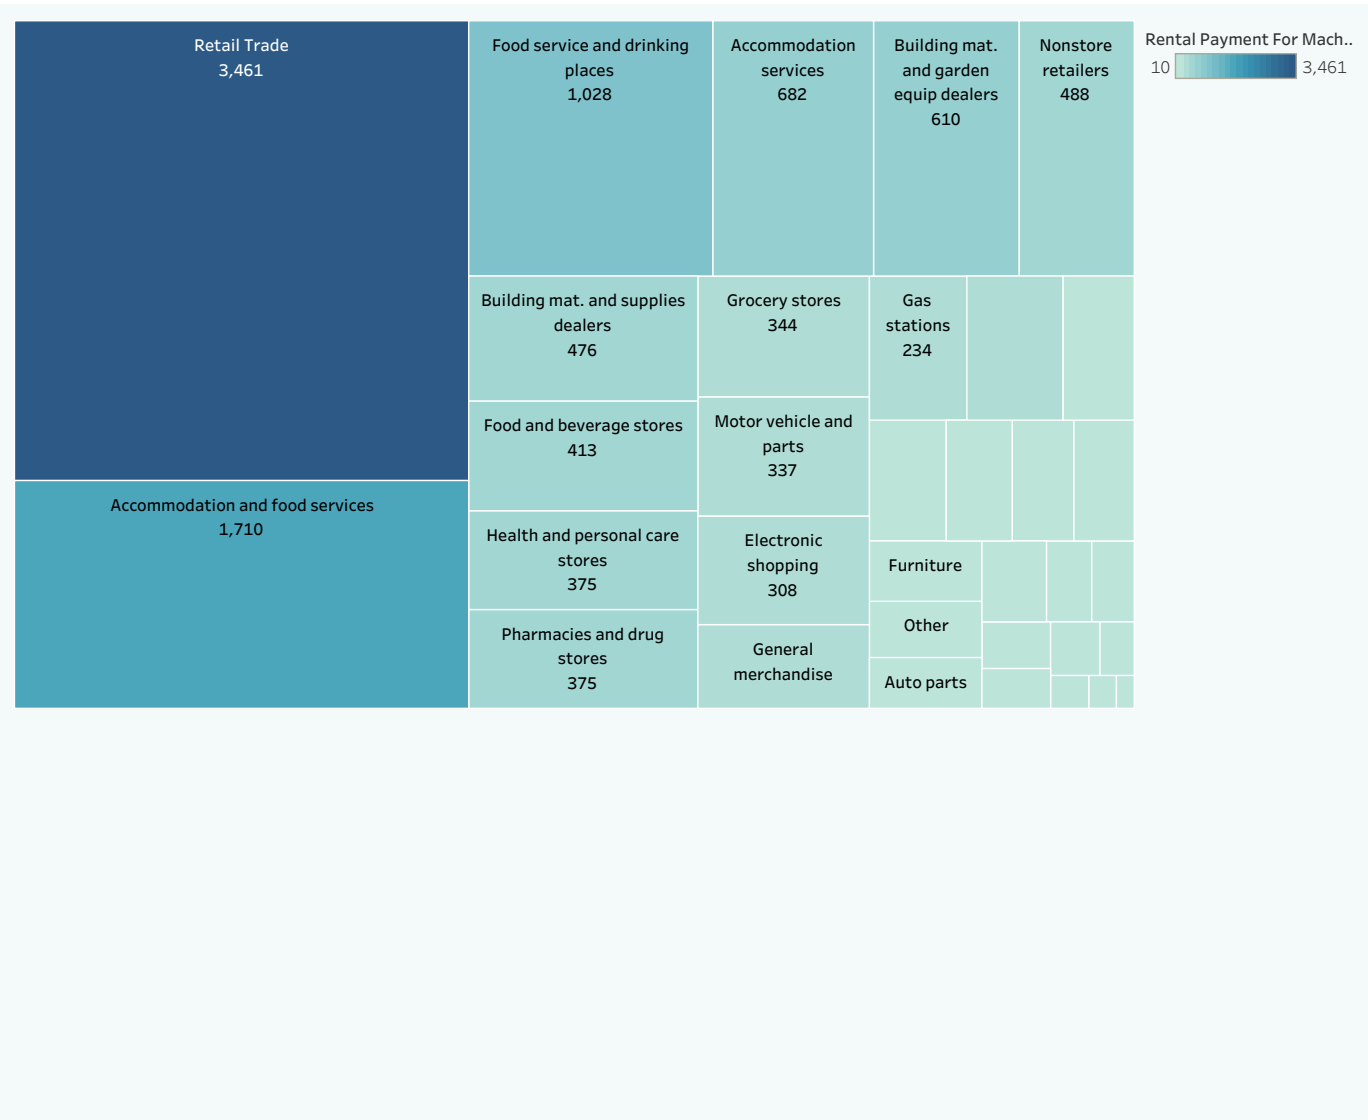 Retail Trade
3,461
Food service and drinking
places
1,028
Accommodation
services
682
Building mat.
and garden
equip dealers
610
Nonstore
retailers
488
Rental Payment For Mach..
10
3,461
Building mat. and supplies
dealers
476
Grocery stores
344
Gas
stations
234
Food and beverage stores
413
Motor vehicle and
parts
337
Accommodation and food services
1,710
Health and personal care
stores
375
Electronic
shopping
308
Furniture
Other
Pharmacies and drug
stores
375
General
merchandise
Auto parts